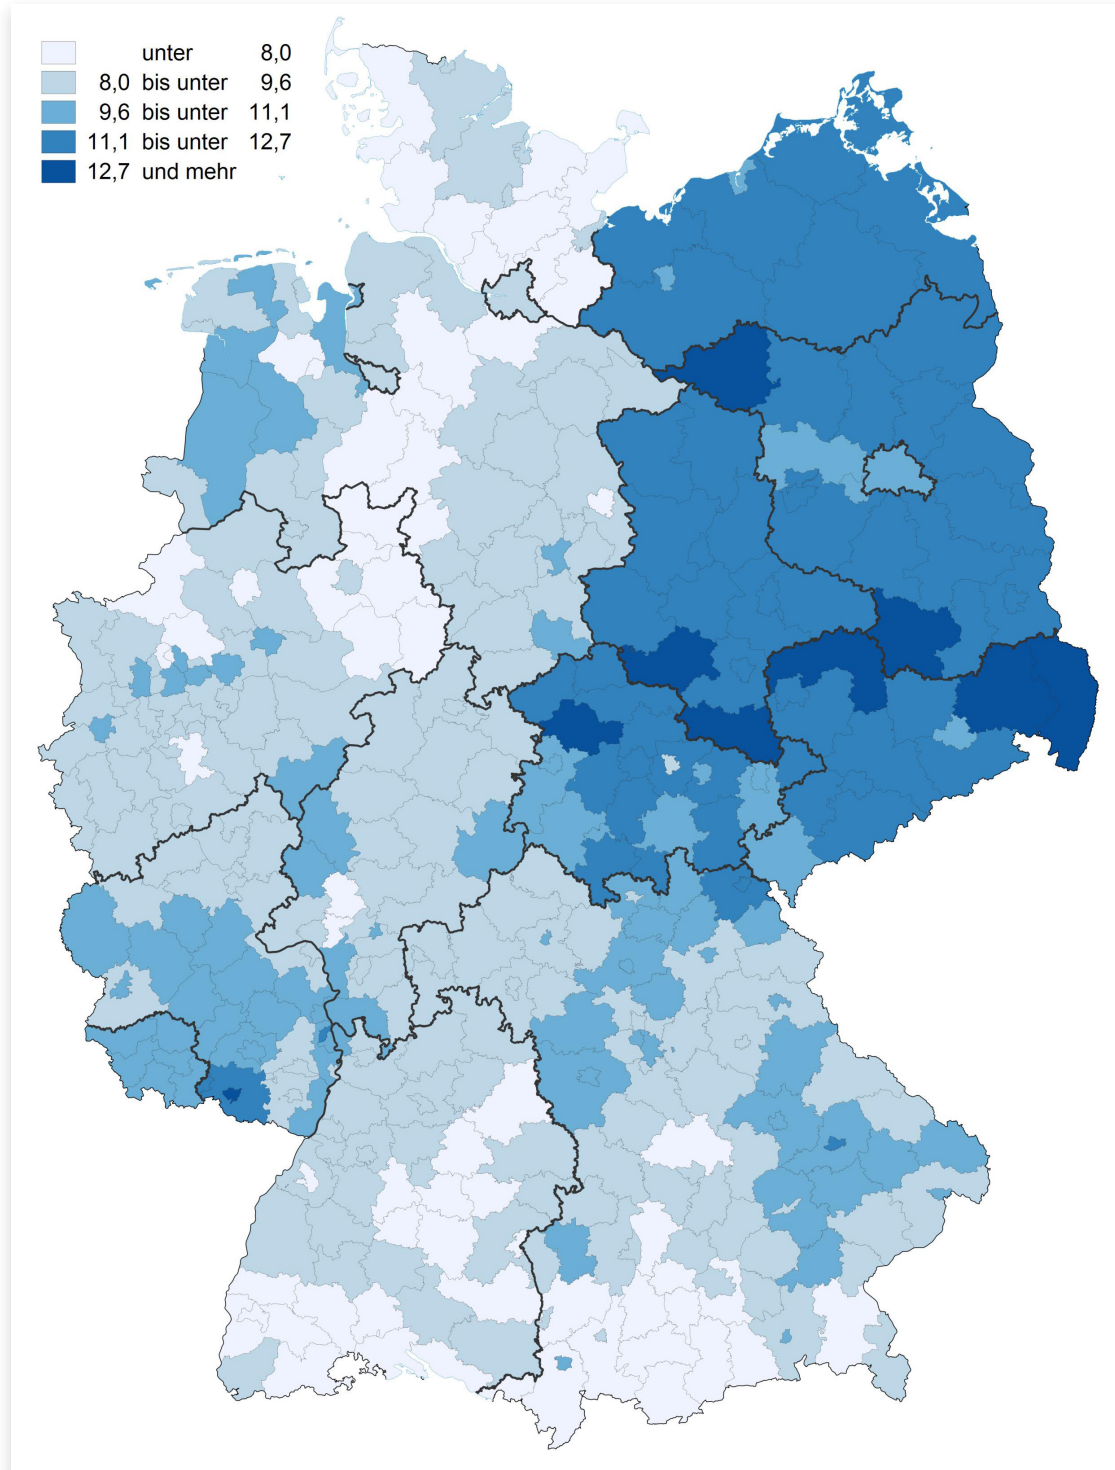 unter 8,0
8,0 bis unter 9,6
9,6 bis unter 11,1
11,1 bis unter 12,7
12,7 und mehr